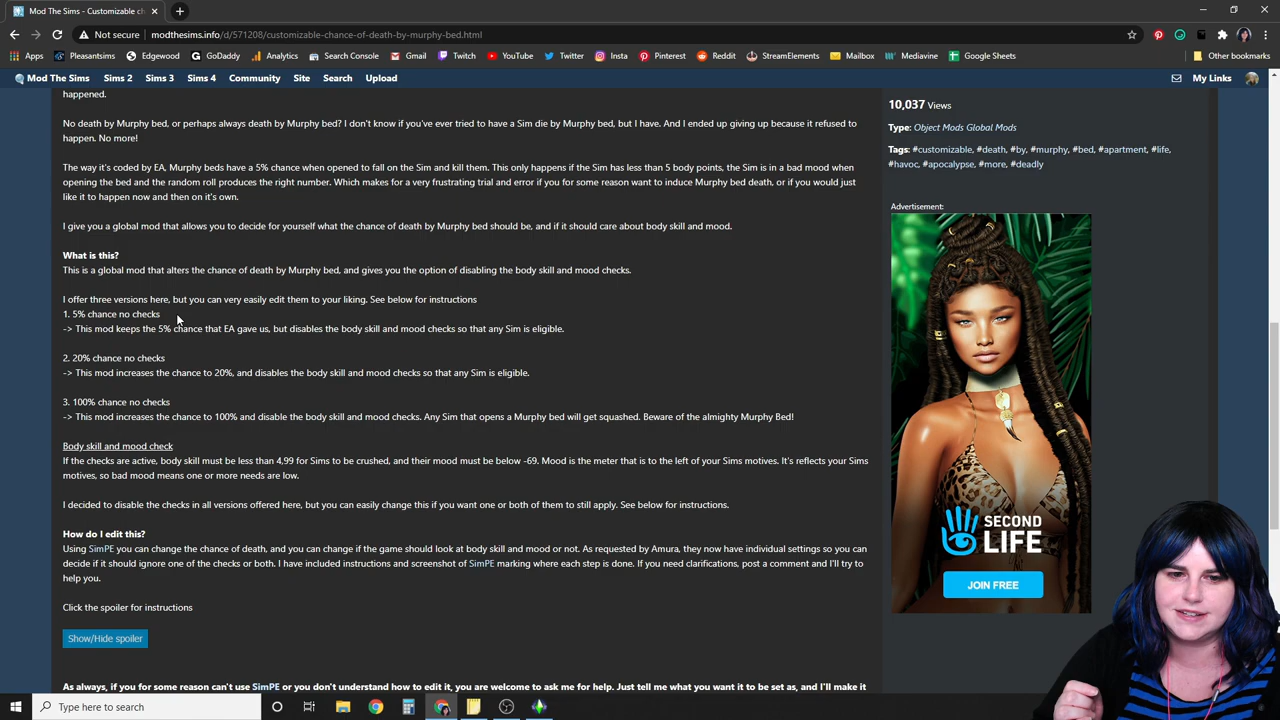 Mod The Sims - Customizable ch
Not secure modthesims.info/d/571208/customizable-chance-of-death-by-murphy-bed.html
Apps Pleasantsims Edgewood GoDaddy Analytics Search Console Gmail Twitch YouTube Twitter Insta Pinterest Reddit StreamElements Mailbox Mediavine Google Sheets Other bookmarks
Mod The Sims Sims 2 Sims 3 Sims 4 Community Site Search Upload My Links
happened.
No death by Murphy bed, or perhaps always death by Murphy bed? I don't know if you've ever tried to have a Sim die by Murphy bed, but I have. And I ended up giving up because it refused to
happen. No more!
The way it's coded by EA, Murphy beds have a 5% chance when opened to fall on the Sim and kill them. This only happens if the Sim has less than 5 body points, the Sim is in a bad mood when
opening the bed and the random roll produces the right number. Which makes for a very frustrating trial and error if you for some reason want to induce Murphy bed death, or if you would just
like it to happen now and then on it's own.
I give you a global mod that allows you to decide for yourself what the chance of death by Murphy bed should be, and if it should care about body skill and mood.
What is this?
This is a global mod that alters the chance of death by Murphy bed, and gives you the option of disabling the body skill and mood checks.
I offer three versions here, but you can very easily edit them to your liking. See below for instructions
1. 5% chance no checks
-> This mod keeps the 5% chance that EA gave us, but disables the body skill and mood checks so that any Sim is eligible.
2. 20% chance no checks
-> This mod increases the chance to 20%, and disables the body skill and mood checks so that any Sim is eligible.
3. 100% chance no checks
-> This mod increases the chance to 100% and disable the body skill and mood checks. Any Sim that opens a Murphy bed will get squashed. Beware of the almighty Murphy Bed!
Body skill and mood check
If the checks are active, body skill must be less than 4,99 for Sims to be crushed, and their mood must be below -69. Mood is the meter that is to the left of your Sims motives. It's reflects your Sims
motives, so bad mood means one or more needs are low.
I decided to disable the checks in all versions offered here, but you can easily change this if you want one or both of them to still apply. See below for instructions.
How do I edit this?
Using SimPE you can change the chance of death, and you can change if the game should look at body skill and mood or not. As requested by Amura, they now have individual settings so you can
decide if it should ignore one of the checks or both. I have included instructions and screenshot of SimPE marking where each step is done. If you need clarifications, post a comment and I'll try to
help you.
Click the spoiler for instructions
Show/Hide spoiler
As always, if you for some reason can't use SimPE or you don't understand how to edit it, you are welcome to ask me for help. Just tell me what you want it to be set as, and I'll make it
10,037 Views
Type: Object Mods Global Mods
Tags: #customizable, #death, #by, #murphy, #bed, #apartment, #life,
#havoc, #apocalypse, #more, #deadly
Advertisement:
SECOND
LIFE
JOIN FREE
Type here to search